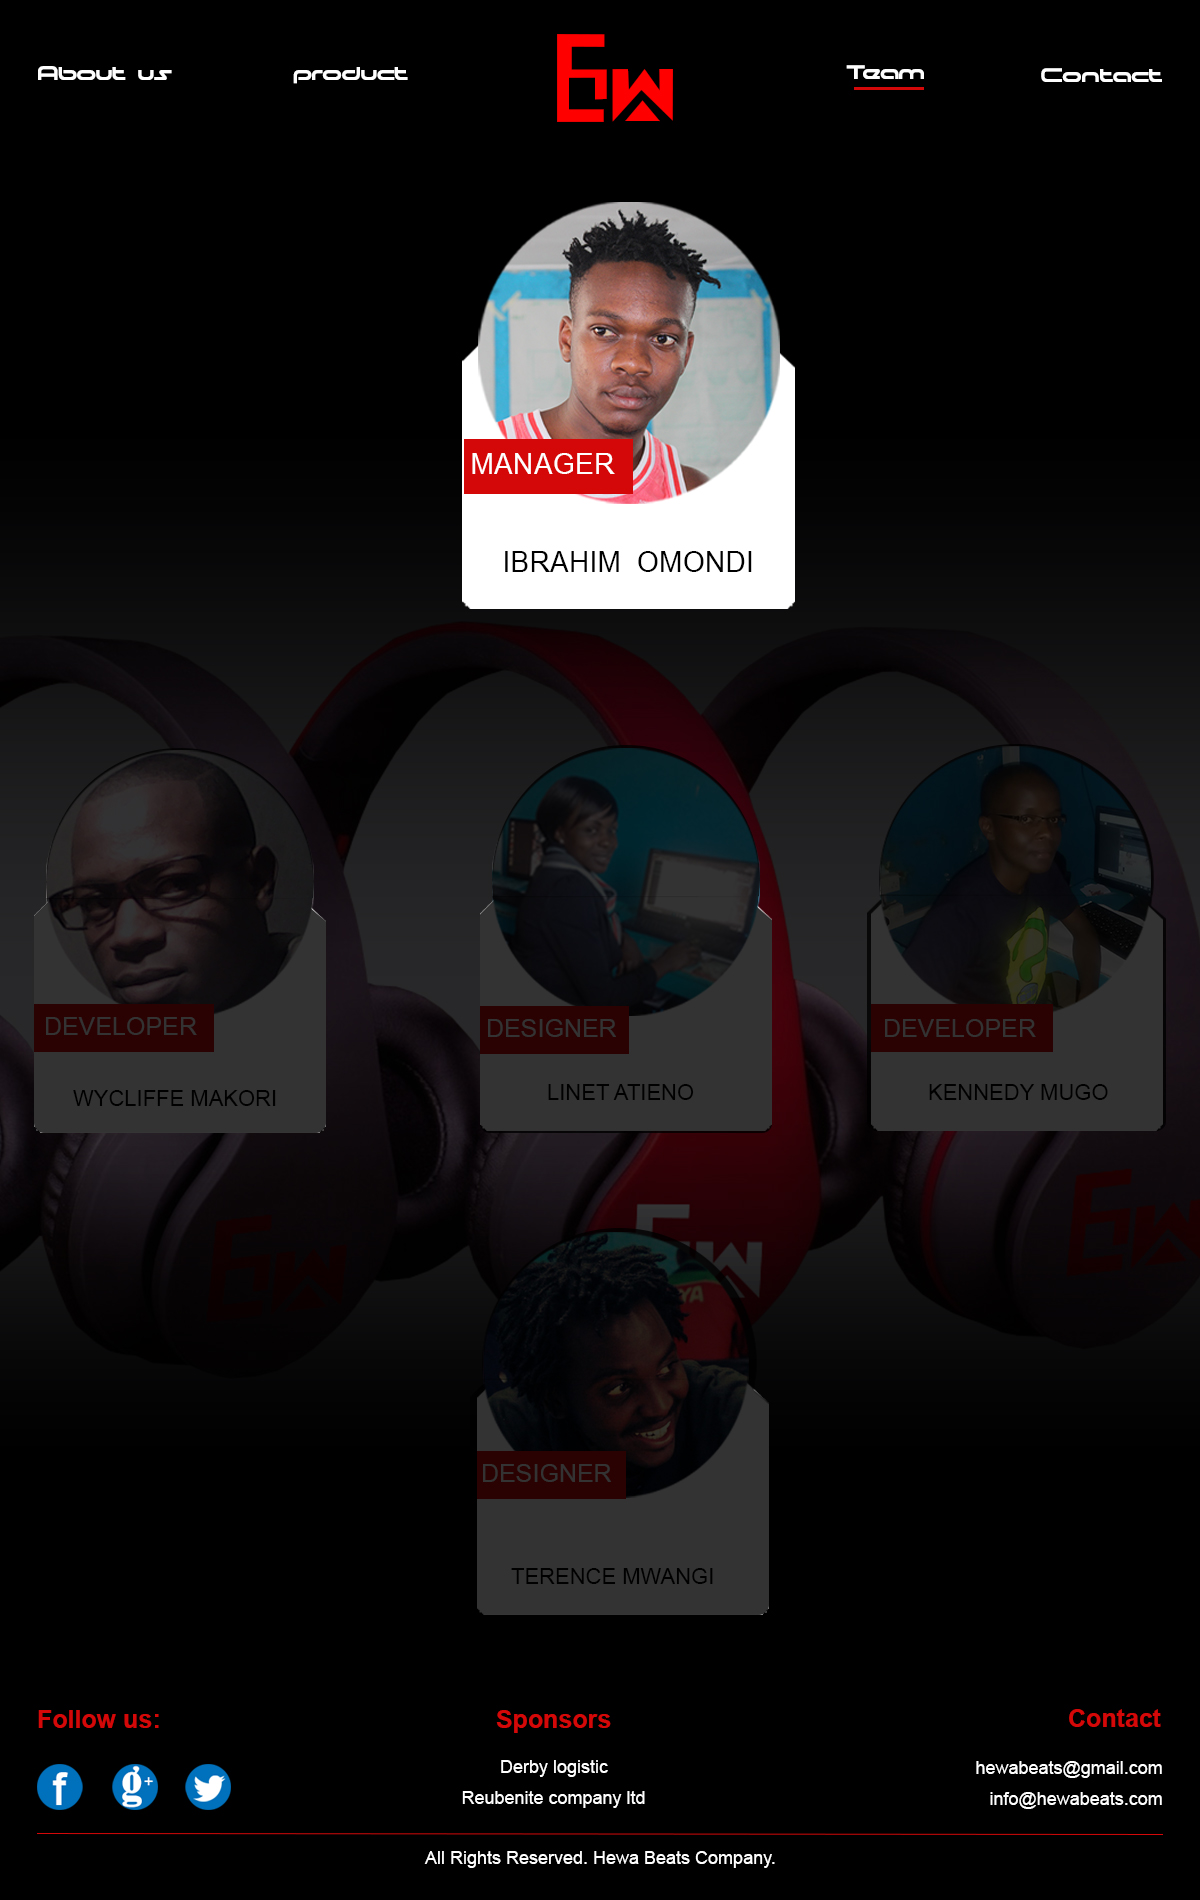 About us
product
Team
Contact
MANAGER
IBRAHIM OMONDI
DEVELOPER
WYCLIFFE MAKORI
DESIGNER
LINET ATIENO
DEVELOPER
KENNEDY MUGO
DESIGNER
TERENCE MWANGI
Follow us:
Sponsors
Derby logistic
Reubenite company ltd
Contact
hewabeats@gmail.com
info@hewabeats.com
All Rights Reserved. Hewa Beats Company.